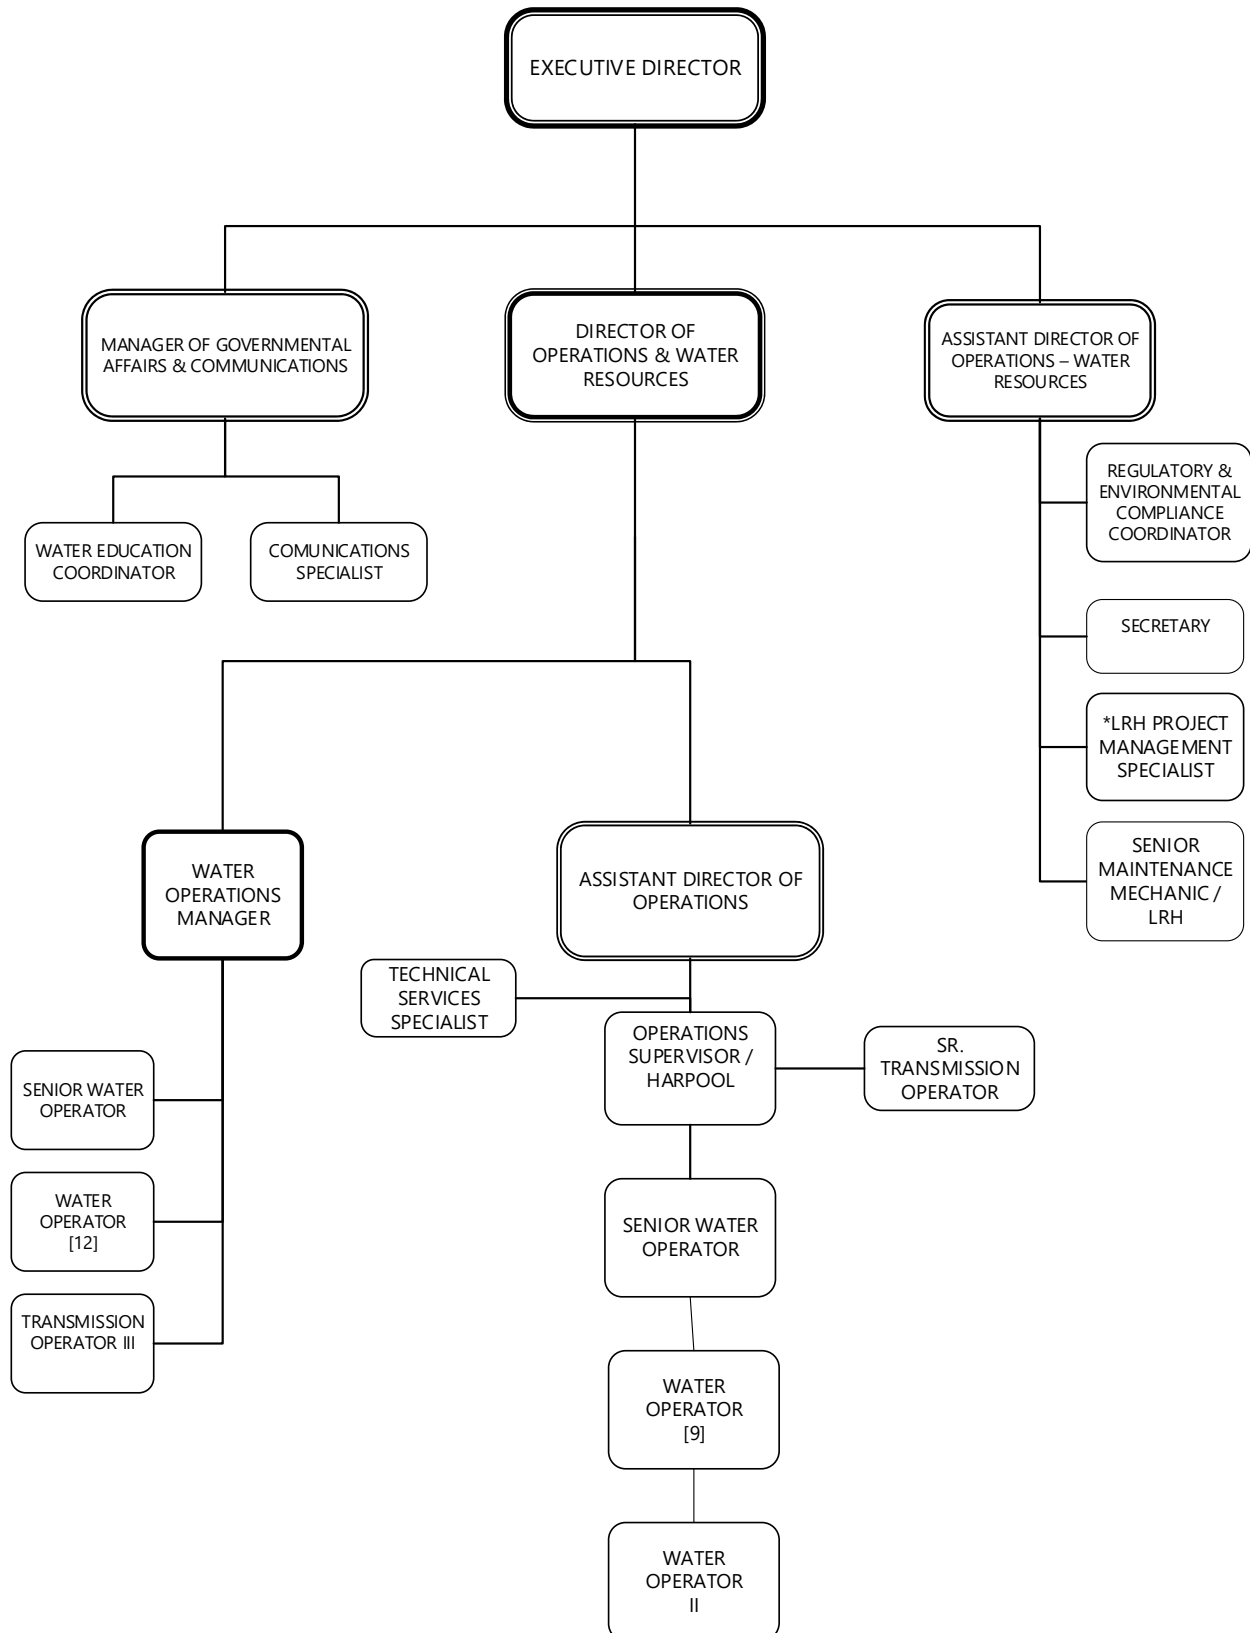 EXECUTIVE DIRECTOR
MANAGER OF GOVERNMENTAL
AFFAIRS & COMMUNICATIONS
DIRECTOR OF
OPERATIONS & WATER
RESOURCES
ASSISTANT DIRECTOR OF
OPERATIONS – WATER
RESOURCES
WATER EDUCATION
COORDINATOR
COMUNICATIONS
SPECIALIST
REGULATORY &
ENVIRONMENTAL
COMPLIANCE
COORDINATOR
SECRETARY
*LRH PROJECT
MANAGEMENT
SPECIALIST
SENIOR
MAINTENANCE
MECHANIC /
LRH
WATER
OPERATIONS
MANAGER
ASSISTANT DIRECTOR OF
OPERATIONS
TECHNICAL
SERVICES
SPECIALIST
OPERATIONS
SUPERVISOR /
HARPOOL
SR.
TRANSMISSION
OPERATOR
SENIOR WATER
OPERATOR
WATER
OPERATOR
[12]
TRANSMISSION
OPERATOR III
SENIOR WATER
OPERATOR
WATER
OPERATOR
[9]
WATER
OPERATOR
II